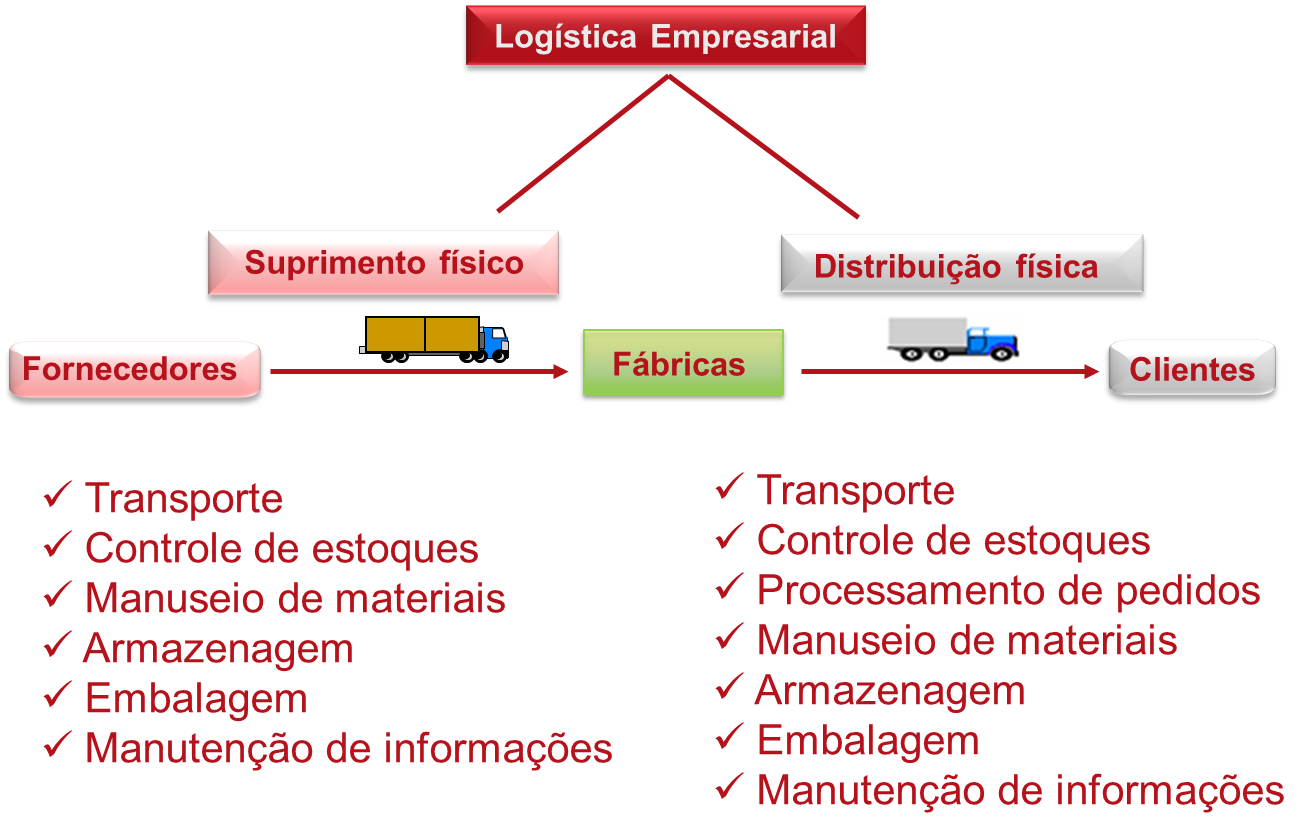 Logística Empresarial
Suprimento físico
Distribuição física
Fornecedores
Fábricas
Clientes
✓ Transporte
✓ Controle de estoques
✓ Manuseio de materiais
✓ Armazenagem
✓ Embalagem
✓ Manutenção de informações
✓ Transporte
✓ Controle de estoques
✓ Processamento de pedidos
✓ Manuseio de materiais
✓ Armazenagem
✓ Embalagem
✓ Manutenção de informações